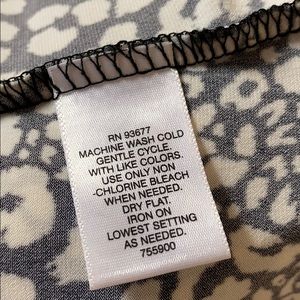 RN 93677
MACHINE WASH COLD
GENTLE CYCLE.
WITH LIKE COLORS.
USE ONLY NON
-CHLORINE BLEACH
WHEN NEEDED.
DRY FLAT.
IRON ON
LOWEST SETTING
AS NEEDED.
755900